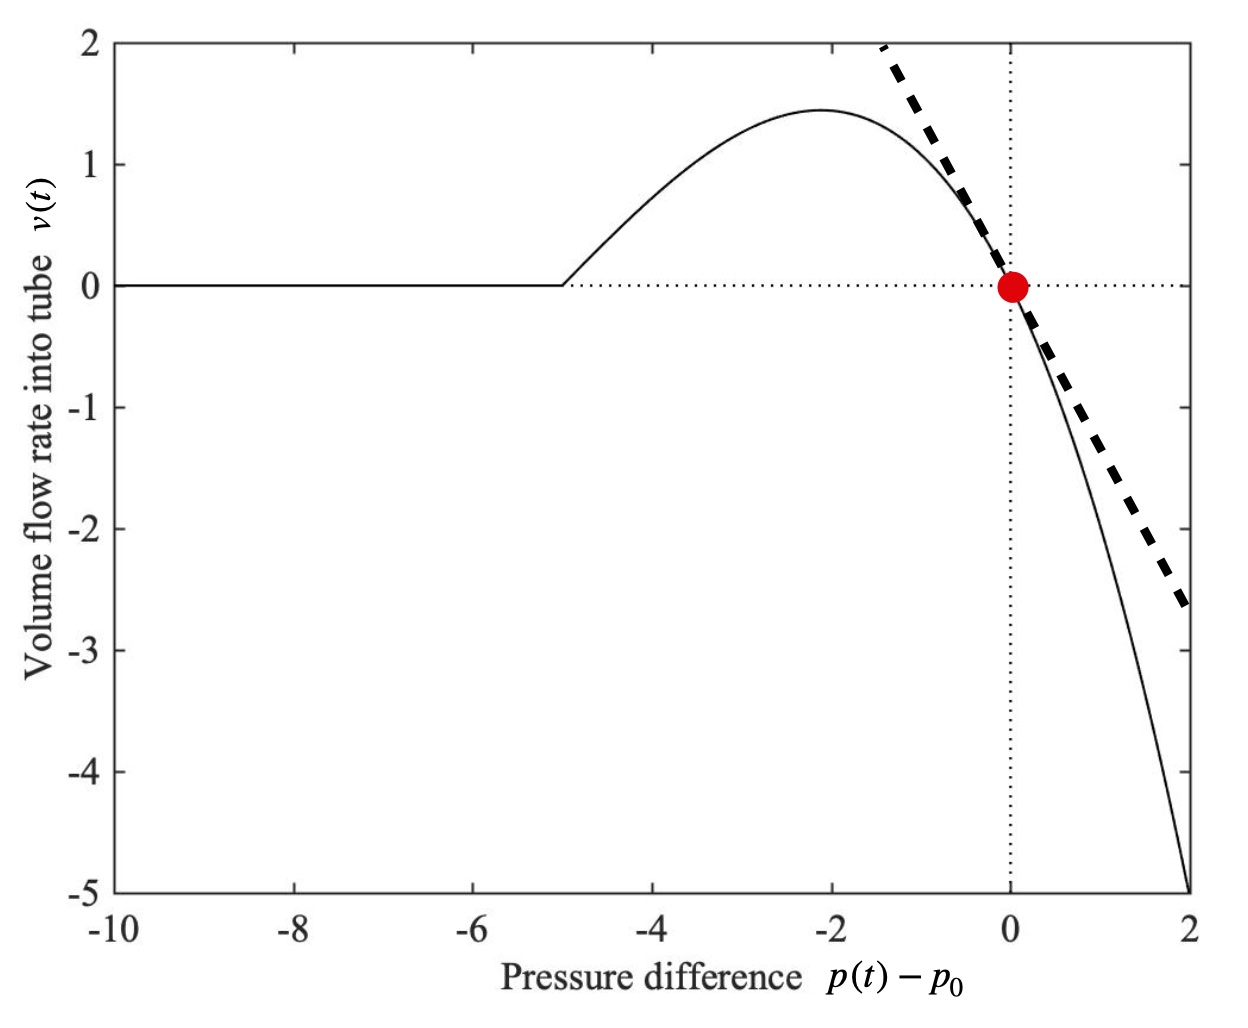 2
1
0
-1
-2
-3
-4
-5
-10 -8 -6 -4 -2 0 2
Volume flow rate into tube v(t)
Pressure difference p(t) − p₀